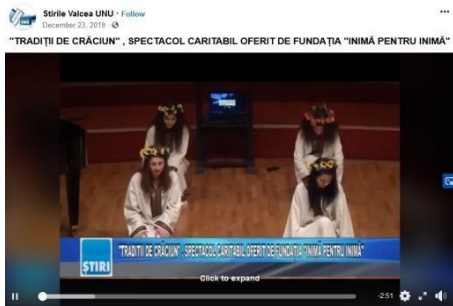 Stirile Valcea UNU · Follow
December 23, 2019 ·
"TRADIȚII DE CRĂCIUN" , SPECTACOL CARITABIL OFERIT DE FUNDAȚIA "INIMĂ PENTRU INIMĂ"
"TRADIȚII DE CRĂCIUN" , SPECTACOL CARITABIL OFERIT DE FUNDAȚIA "INIMĂ PENTRU INIMĂ"
ȘTIRI
Click to expand
-2:51